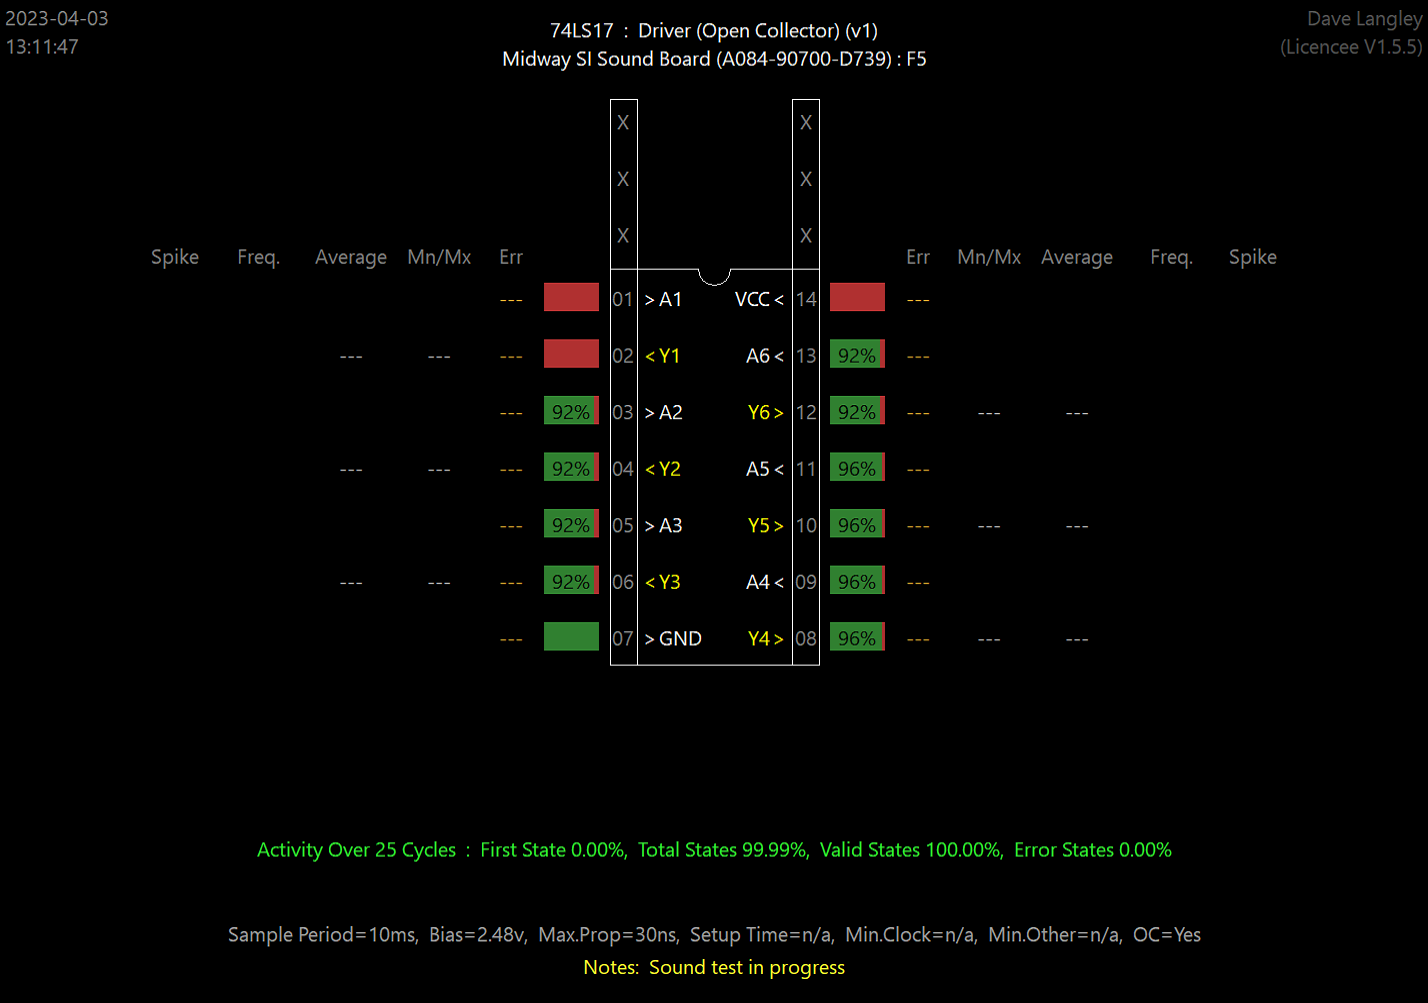 2023-04-03
13:11:47
74LS17 : Driver (Open Collector) (v1)
Midway SI Sound Board (A084-90700-D739) : F5
Dave Langley
(Licencee V1.5.5)
X X
X X
X X
Spike Freq. Average Mn/Mx Err Err Mn/Mx Average Freq. Spike
--- 01 > A1 VCC < 14 ---
--- --- --- 02 < Y1 A6 < 13 92% ---
--- 92% 03 > A2 Y6 > 12 92% --- --- ---
--- --- --- 92% 04 < Y2 A5 < 11 96% ---
--- 92% 05 > A3 Y5 > 10 96% --- --- ---
--- --- --- 92% 06 < Y3 A4 < 09 96% ---
--- 07 > GND Y4 > 08 96% --- --- ---
Activity Over 25 Cycles : First State 0.00%, Total States 99.99%, Valid States 100.00%, Error States 0.00%
Sample Period=10ms, Bias=2.48v, Max.Prop=30ns, Setup Time=n/a, Min.Clock=n/a, Min.Other=n/a, OC=Yes
Notes: Sound test in progress